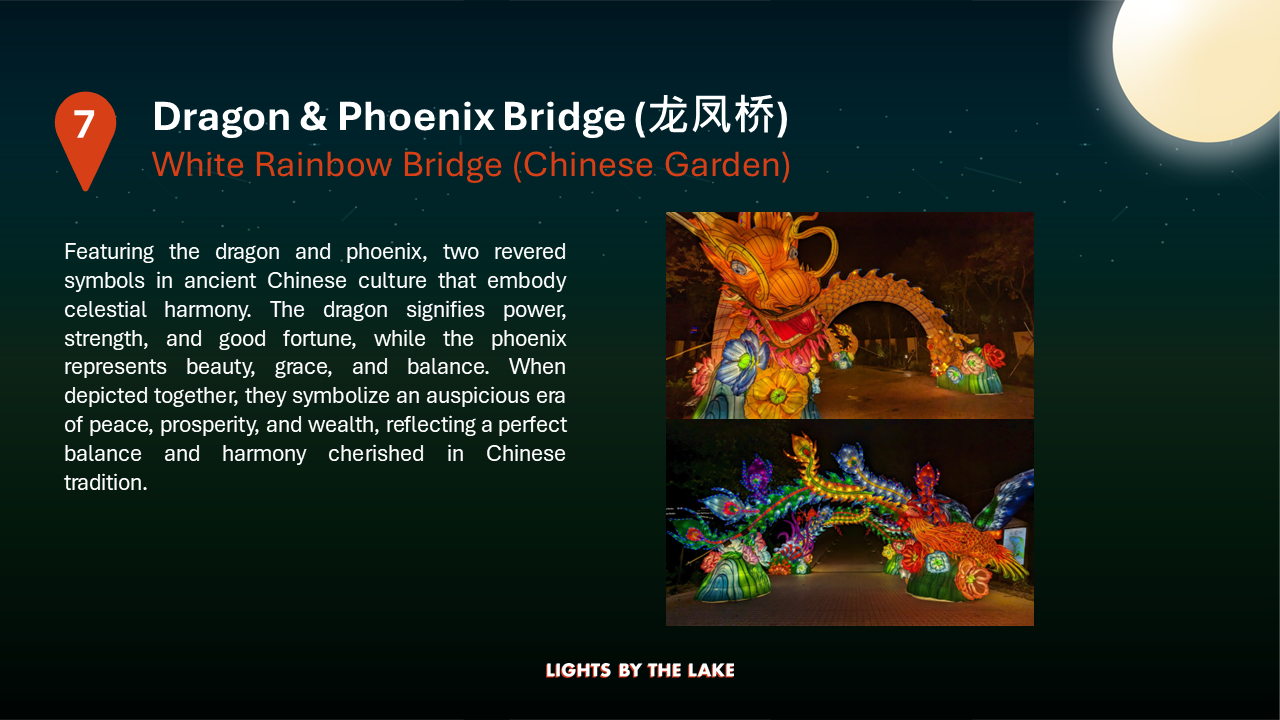 7
Dragon & Phoenix Bridge (龙凤桥)
White Rainbow Bridge (Chinese Garden)
Featuring the dragon and phoenix, two revered
symbols in ancient Chinese culture that embody
celestial harmony. The dragon signifies power,
strength, and good fortune, while the phoenix
represents beauty, grace, and balance. When
depicted together, they symbolize an auspicious era
of peace, prosperity, and wealth, reflecting a perfect
balance and harmony cherished in Chinese
tradition.
LIGHTS BY THE LAKE